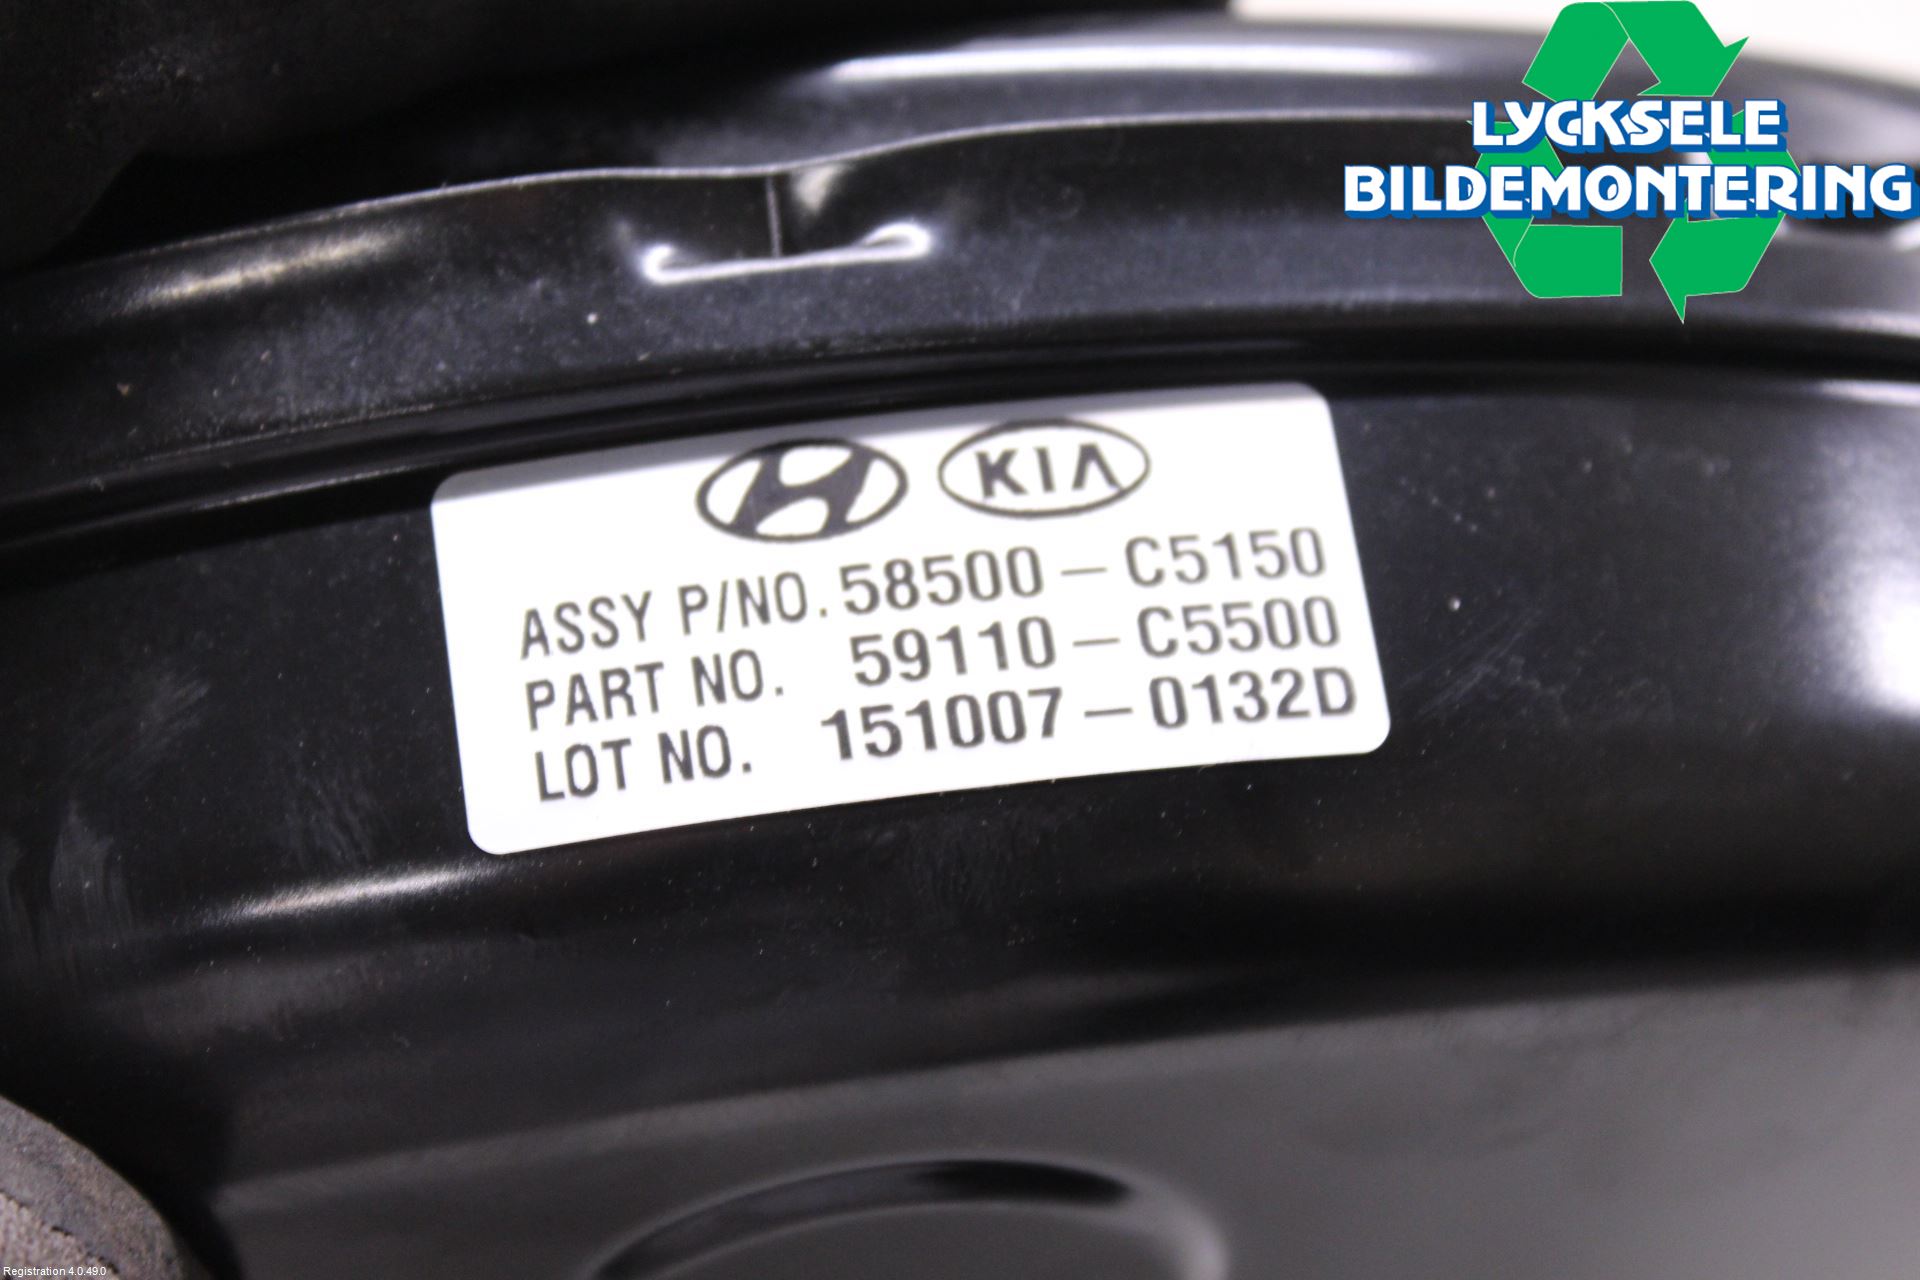 LYCKSELE
BILDEMONTERING
KIA
ASSY P/NO. 58500-C5150
PART NO. 59110-C5500
LOT NO. 151007-0132D
Registration 4.0.49.0